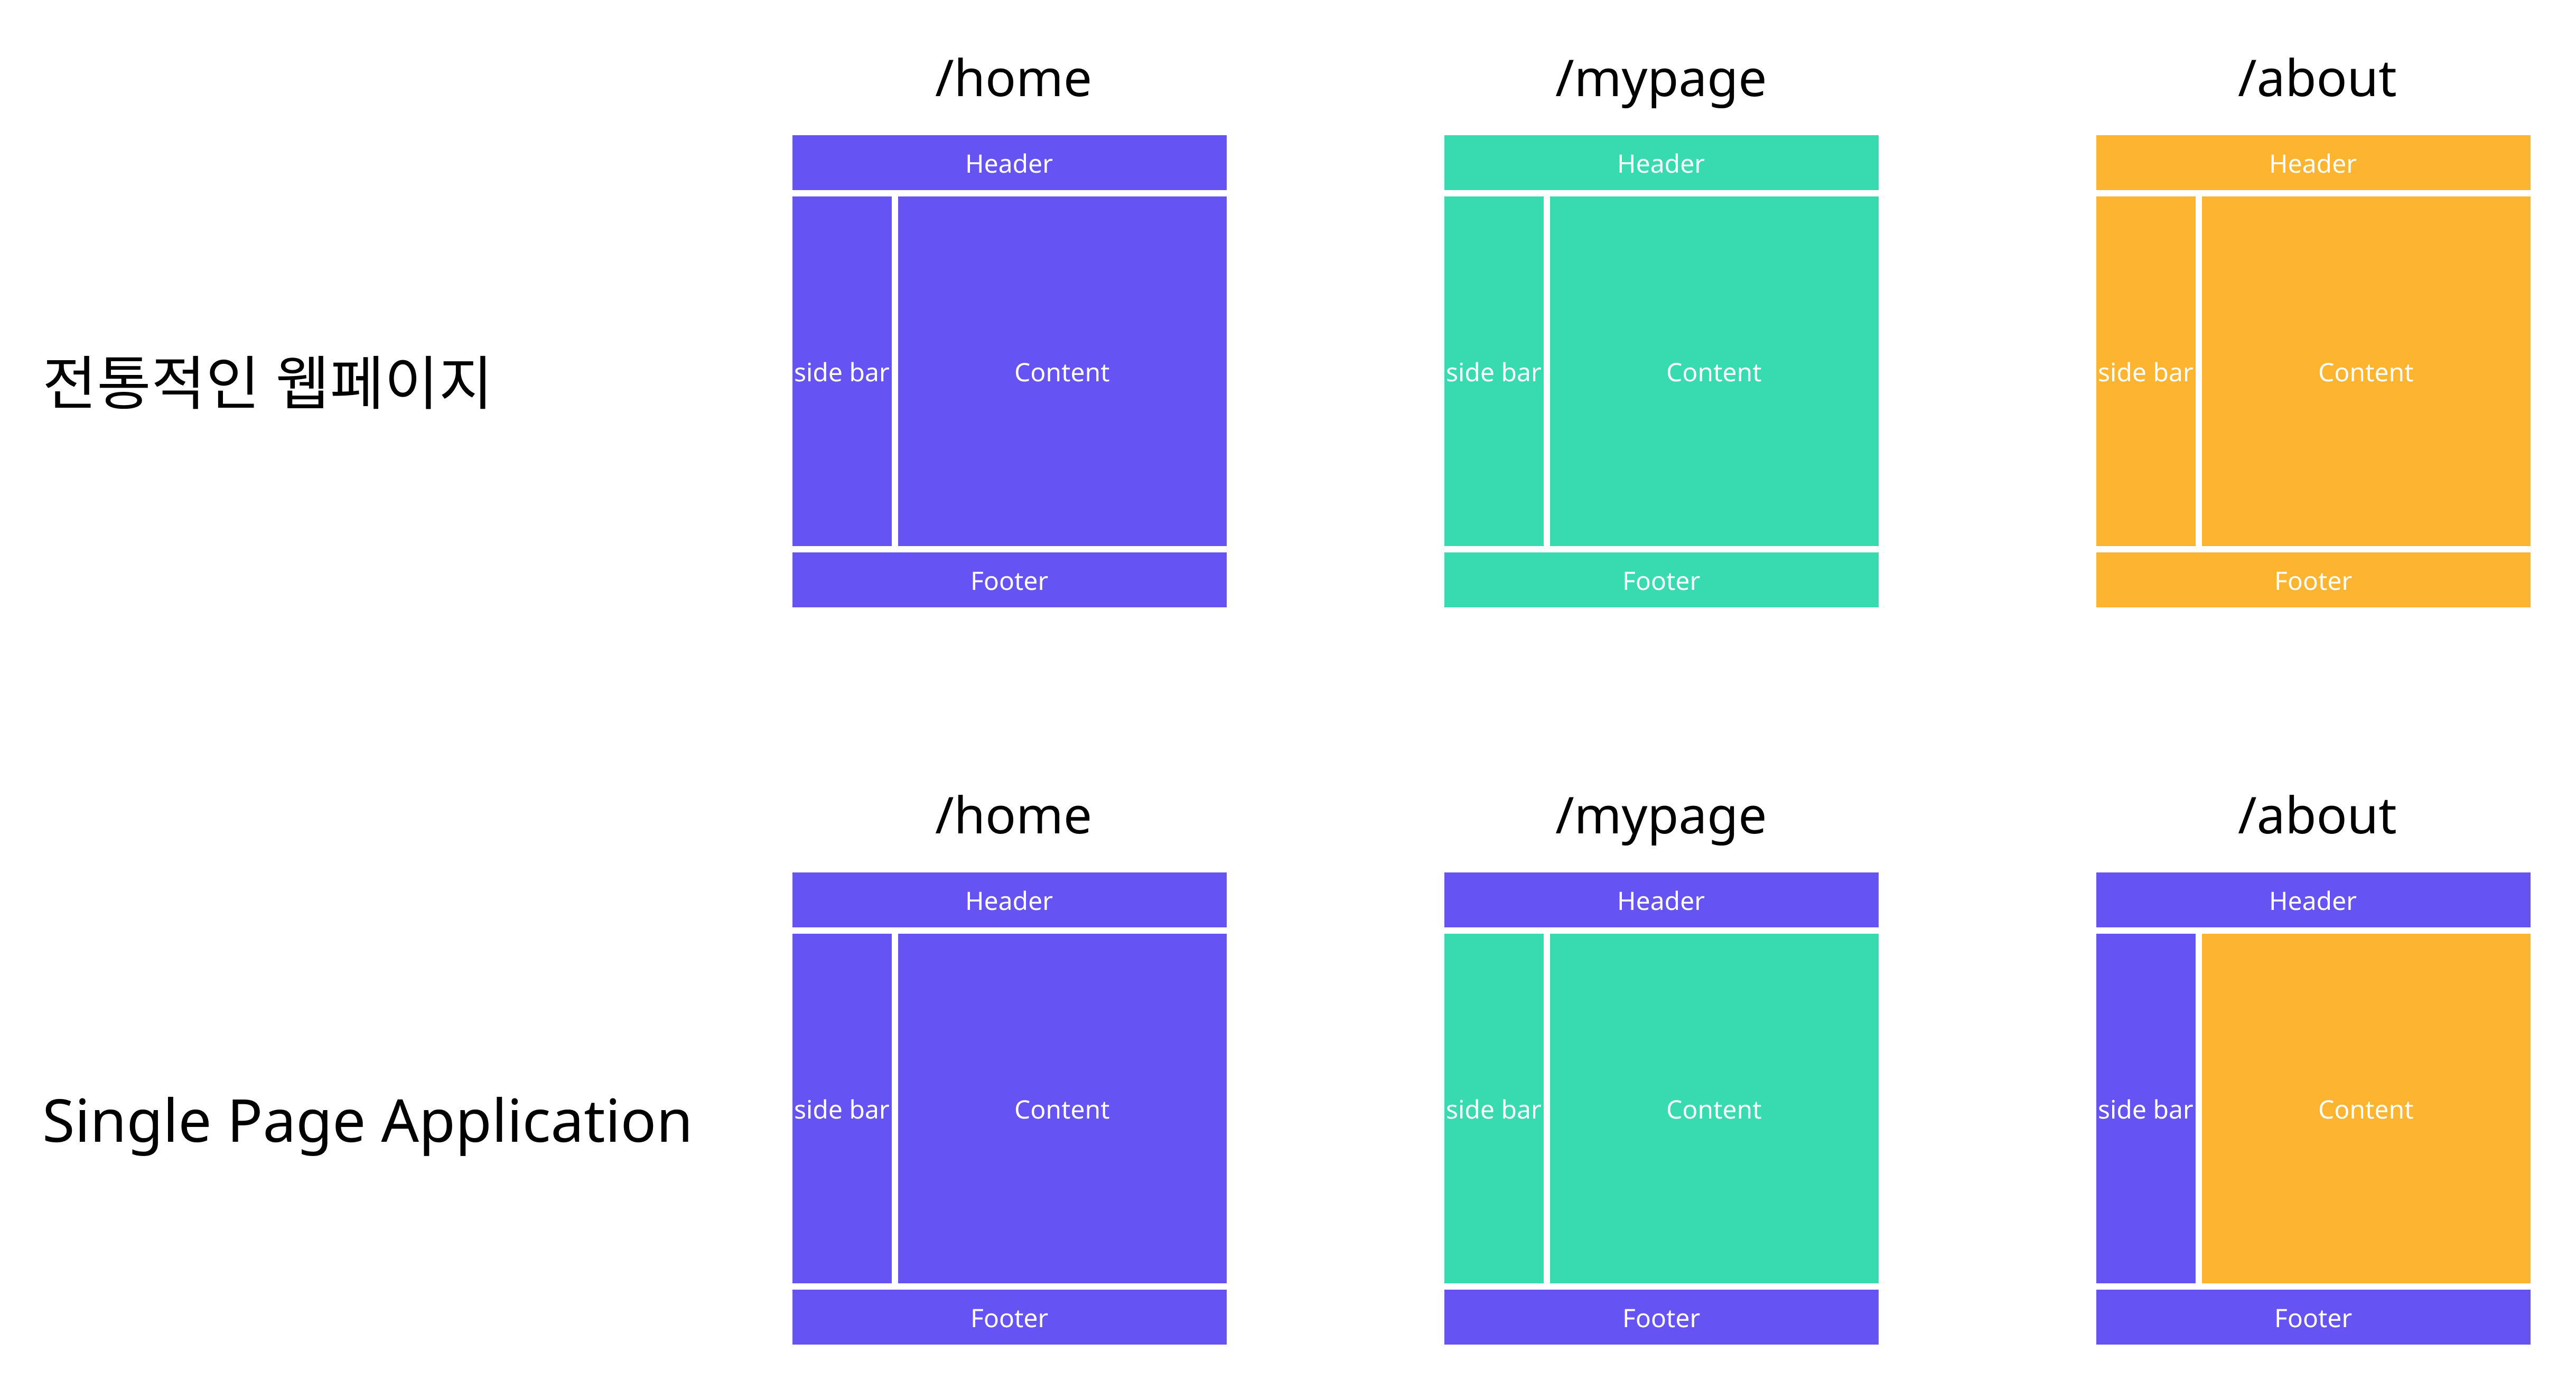 /home
/mypage
/about
Header
Header
Header
전통적인 웹페이지
side bar
Content
side bar
Content
side bar
Content
Footer
Footer
Footer
/home
/mypage
/about
Header
Header
Header
Single Page Application
side bar
Content
side bar
Content
side bar
Content
Footer
Footer
Footer